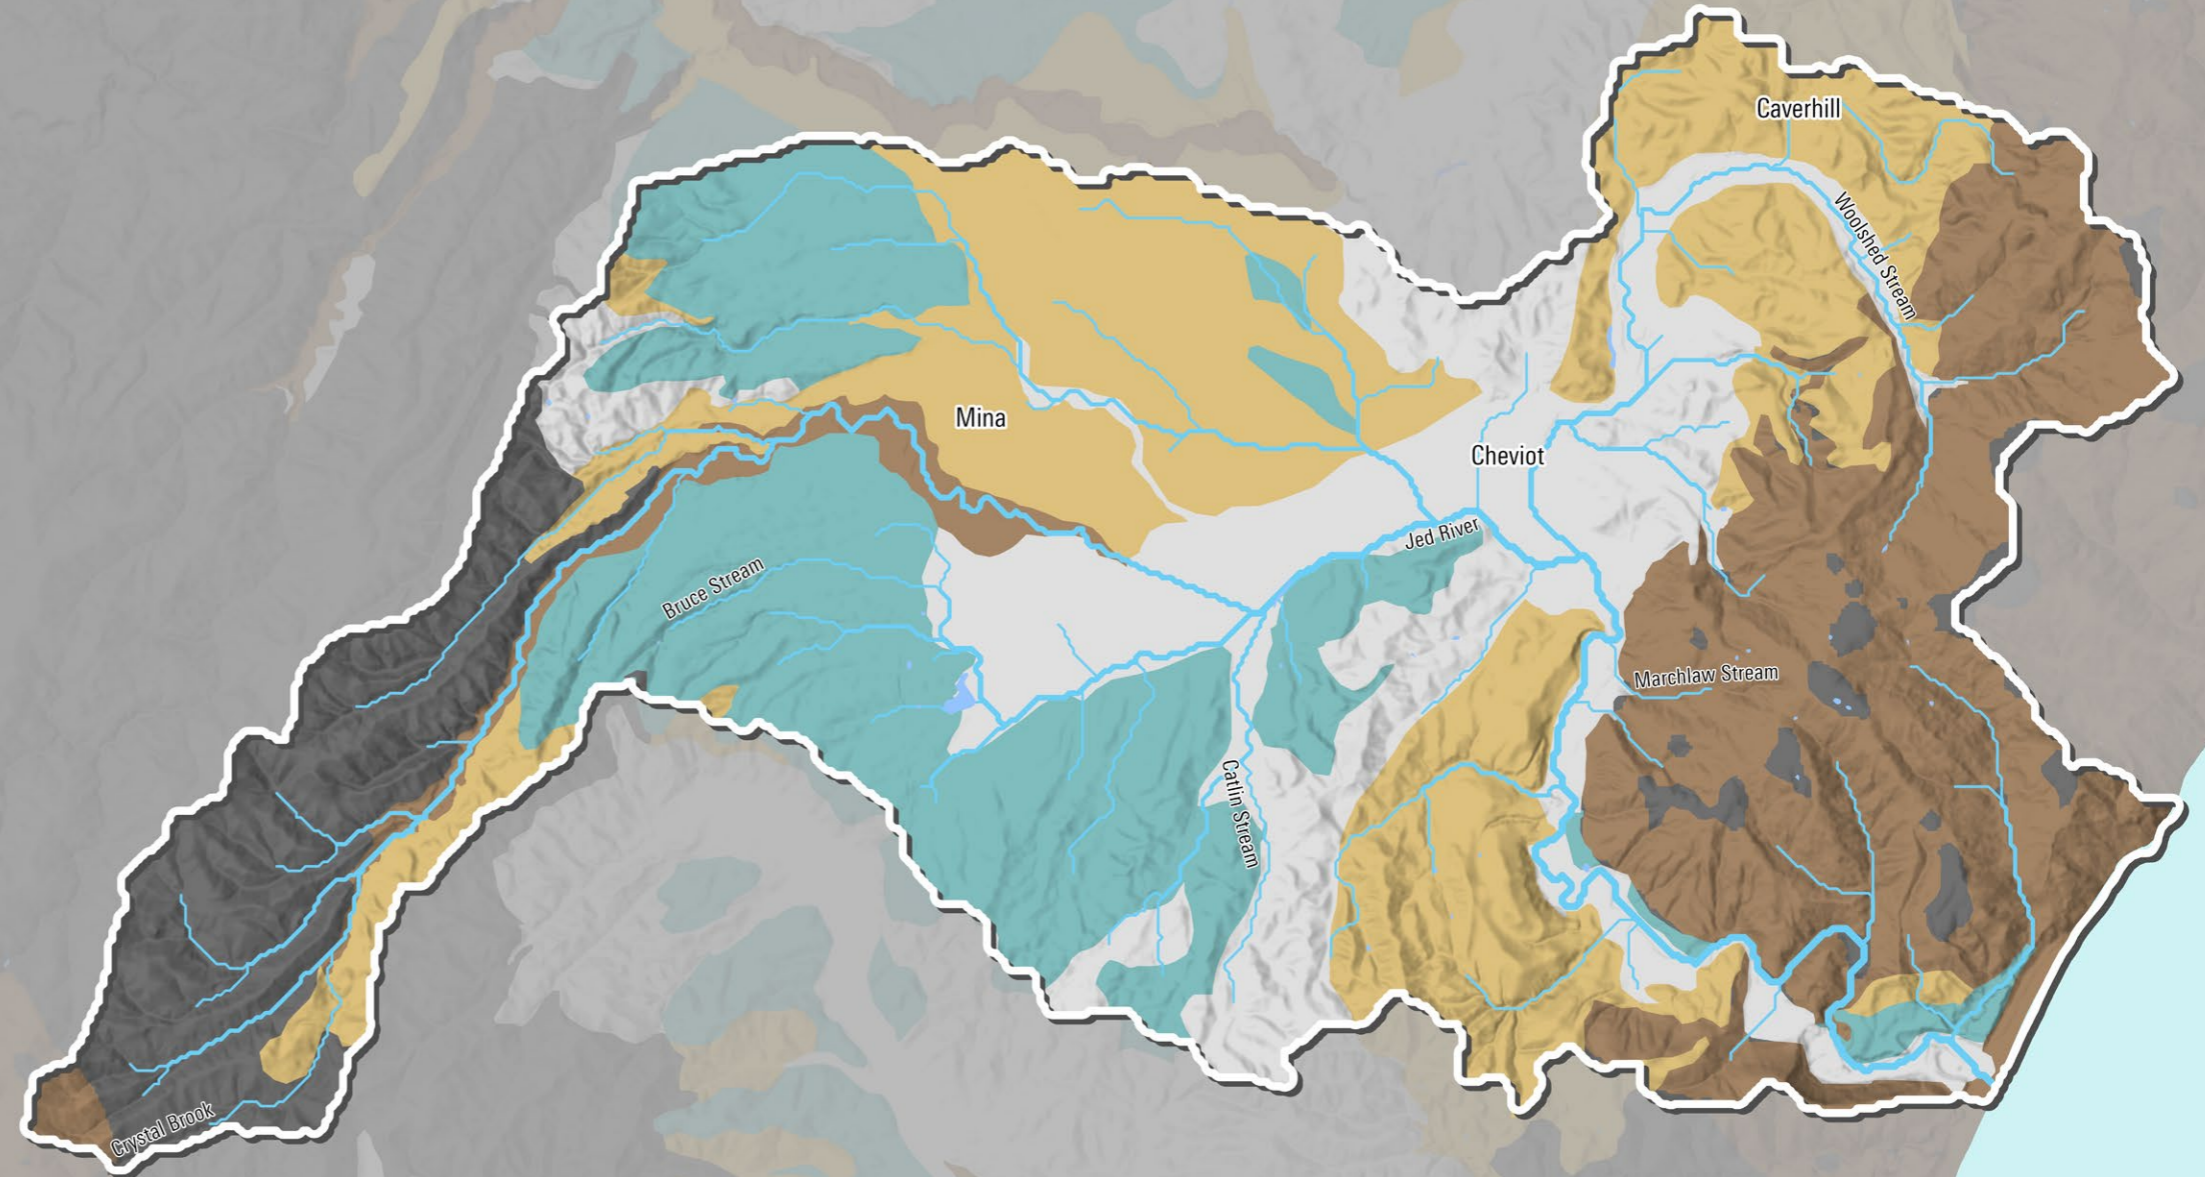 Caverhill
Woolshed Stream
Mina
Cheviot
Jed River
Bruce Stream
Marchlaw Stream
Catlin Stream
Crystal Brook